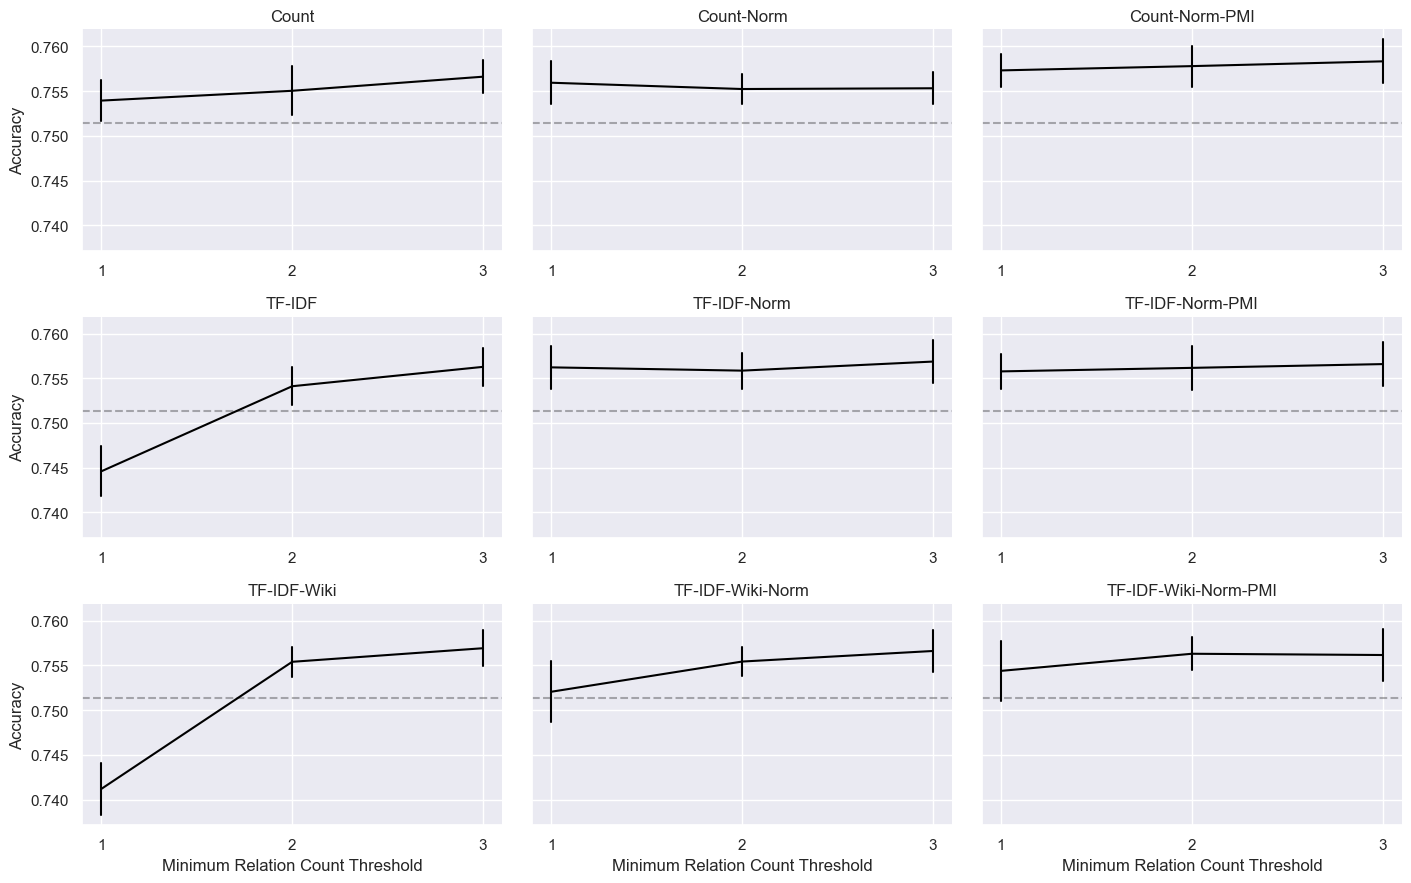 Count Count-Norm Count-Norm-PMI
0.760
0.755
0.750
0.745
0.740
Accuracy
1 2 3 1 2 3 1 2 3
TF-IDF TF-IDF-Norm TF-IDF-Norm-PMI
0.760
0.755
0.750
0.745
0.740
Accuracy
1 2 3 1 2 3 1 2 3
TF-IDF-Wiki TF-IDF-Wiki-Norm TF-IDF-Wiki-Norm-PMI
0.760
0.755
0.750
0.745
0.740
Accuracy
1 2 3 1 2 3 1 2 3
Minimum Relation Count Threshold Minimum Relation Count Threshold Minimum Relation Count Threshold